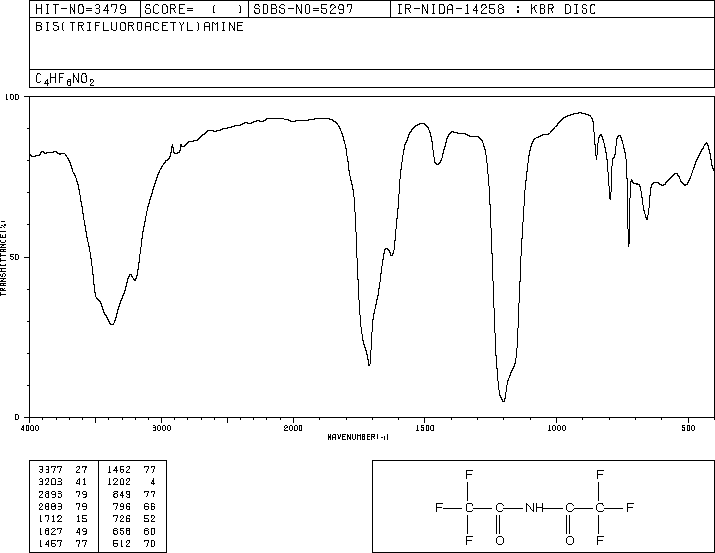 HIT-NO=3479 SCORE= ( ) SDBS-NO=5297 IR-NIDA-14258 : KBR DISC
BIS(TRIFLUOROACETYL)AMINE
C4HF6NO2
100
TRANSMITTANCE(%)
50
0
4000 3000 2000 1500 1000 500
WAVENUMBER(-1)
3377 27 1452 77
3203 41 1202 4
2893 79 849 77
79 796 66
1712 15 726 52
1627 49 658 60
1457 77 512 70
F F
F C C NH C C F
F O O F